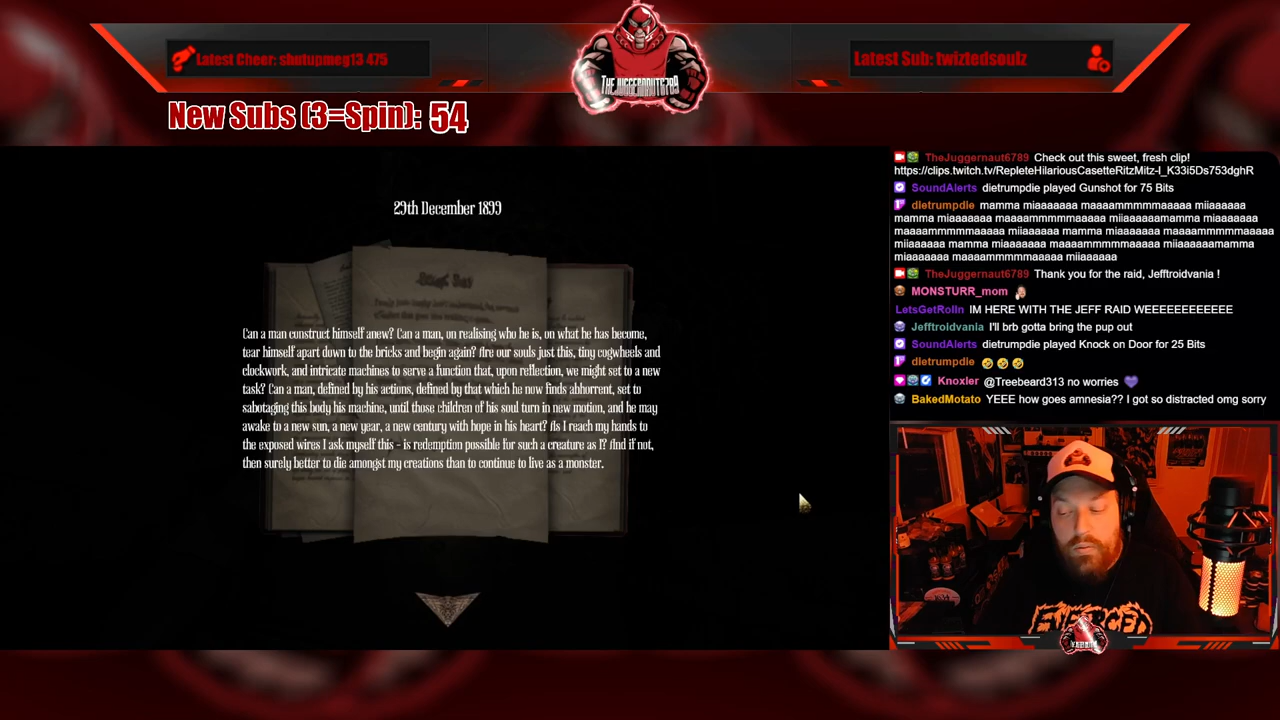 Latest Cheer: shutupmeg13 475
THEJUGGERNAUT6789
Latest Sub: twiztedsoulz
New Subs (3=Spin): 54
29th December 1899
Can a man construct himself anew? Can a man, on realising who he is, on what he has become,
tear himself apart down to the bricks and begin again? Are our souls just this, tiny cogwheels and
clockwork, and intricate machines to serve a function that, upon reflection, we might set to a new
task? Can a man, defined by his actions, defined by that which he now finds abhorrent, set to
sabotaging this body his machine, until those children of his soul turn in new motion, and he may
awake to a new sun, a new year, a new century with hope in his heart? As I reach my hands to
the exposed wires I ask myself this - is redemption possible for such a creature as I? And if not,
then surely better to die amongst my creations than to continue to live as a monster.
TheJuggernaut6789 Check out this sweet, fresh clip!
https://clips.twitch.tv/RepleteHilariousCasetteRitzMitz-I_K33i5Ds753dghR
SoundAlerts dietrumpdie played Gunshot for 75 Bits
dietrumpdie mamma miaaaaaaa maaaammmmmaaaaa miiaaaaaa
mamma miaaaaaaa maaaammmmmaaaaa miiaaaaaamamma miaaaaaaa
maaaammmmmaaaaa miiaaaaaa mamma miaaaaaaa maaaammmmmaaaaa
miiaaaaaa mamma miaaaaaaa maaaammmmmaaaaa miiaaaaaamamma
miaaaaaaa maaaammmmmaaaaa miiaaaaaa
TheJuggernaut6789 Thank you for the raid, Jefftroidvania !
MONSTURR_mom
LetsGetRolln IM HERE WITH THE JEFF RAID WEEEEEEEEEEEE
Jefftroidvania I'll brb gotta bring the pup out
SoundAlerts dietrumpdie played Knock on Door for 25 Bits
dietrumpdie
Knoxler @Treebeard313 no worries
BakedMotato YEEE how goes amnesia?? I got so distracted omg sorry